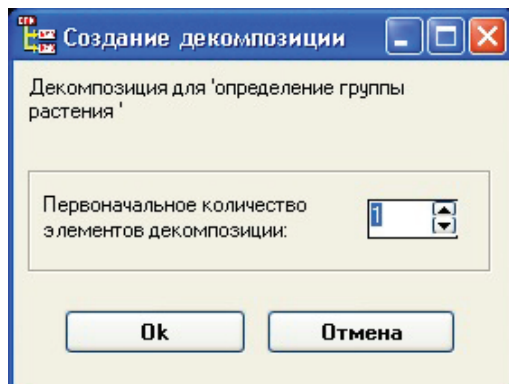 Создание декомпозиции
Декомпозиция для 'определение группы
растения '
Первоначальное количество
элементов декомпозиции:
1
Ok
Отмена